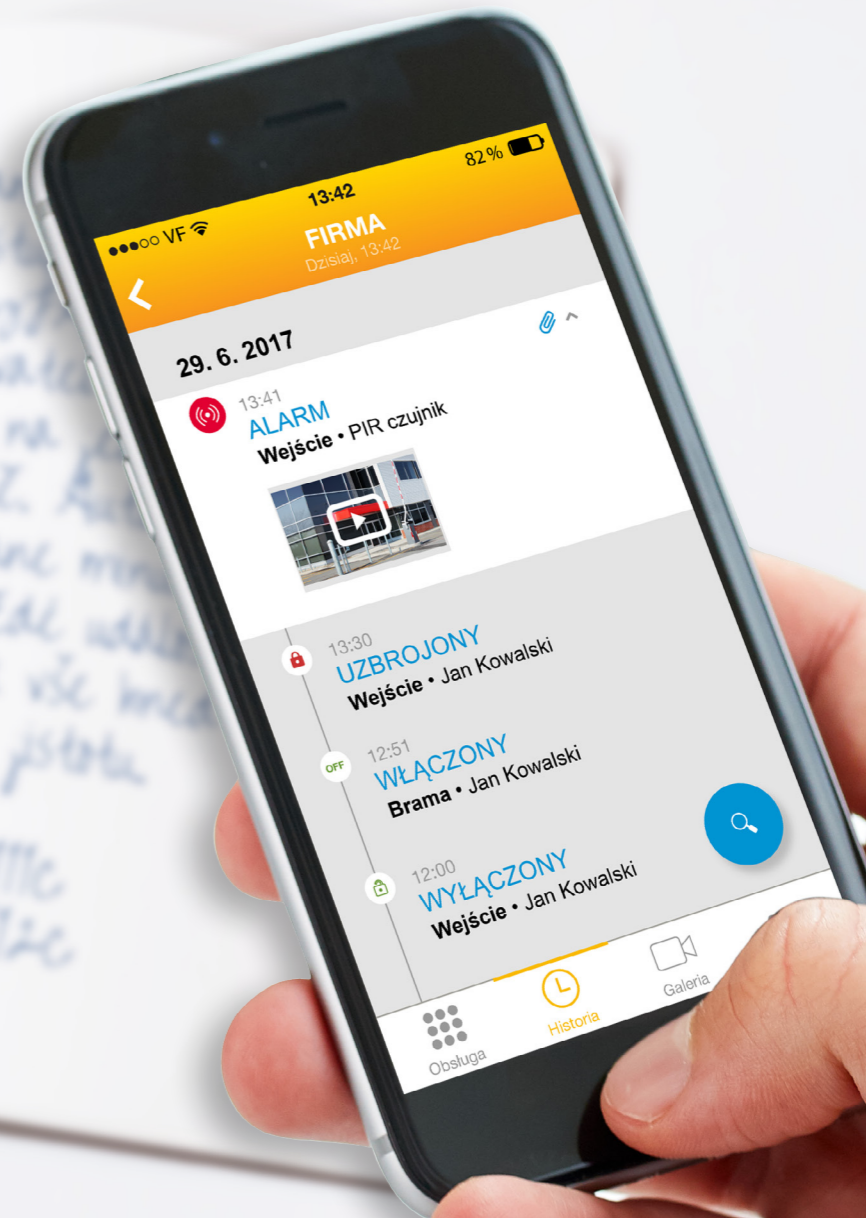 ●●●○○ VF 13:42 82%
FIRMA
Dzisiaj, 13:42
29. 6. 2017
13:41
ALARM
Wejście • PIR czujnik
13:30
UZBROJONY
Wejście • Jan Kowalski
12:51
OFF WŁĄCZONY
Brama • Jan Kowalski
12:00
WYŁĄCZONY
Wejście • Jan Kowalski
Obsługa Historia Galeria
na
jistota